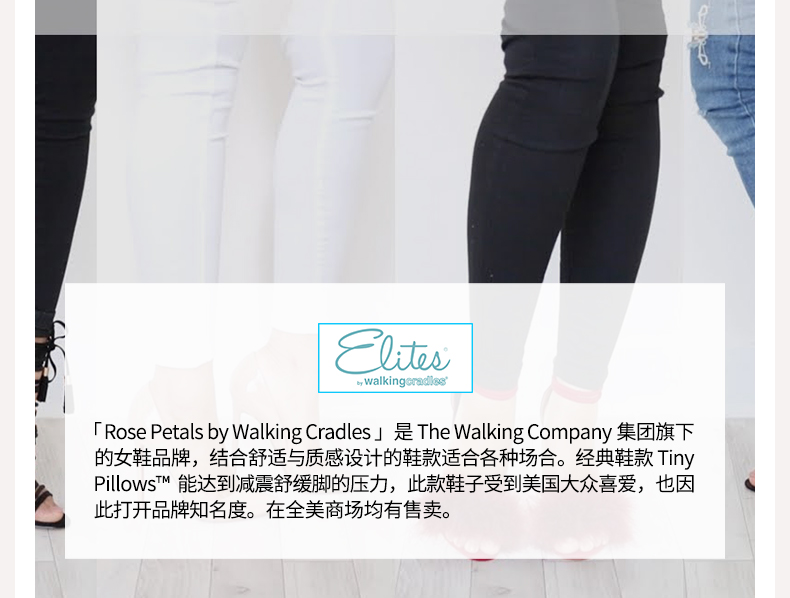 Elites®
by walkingcradles®
「Rose Petals by Walking Cradles」是 The Walking Company 集团旗下
的女鞋品牌，结合舒适与质感设计的鞋款适合各种场合。经典鞋款 Tiny
Pillows™ 能达到减震舒缓脚的压力，此款鞋子受到美国大众喜爱，也因
此打开品牌知名度。在全美商场均有售卖。